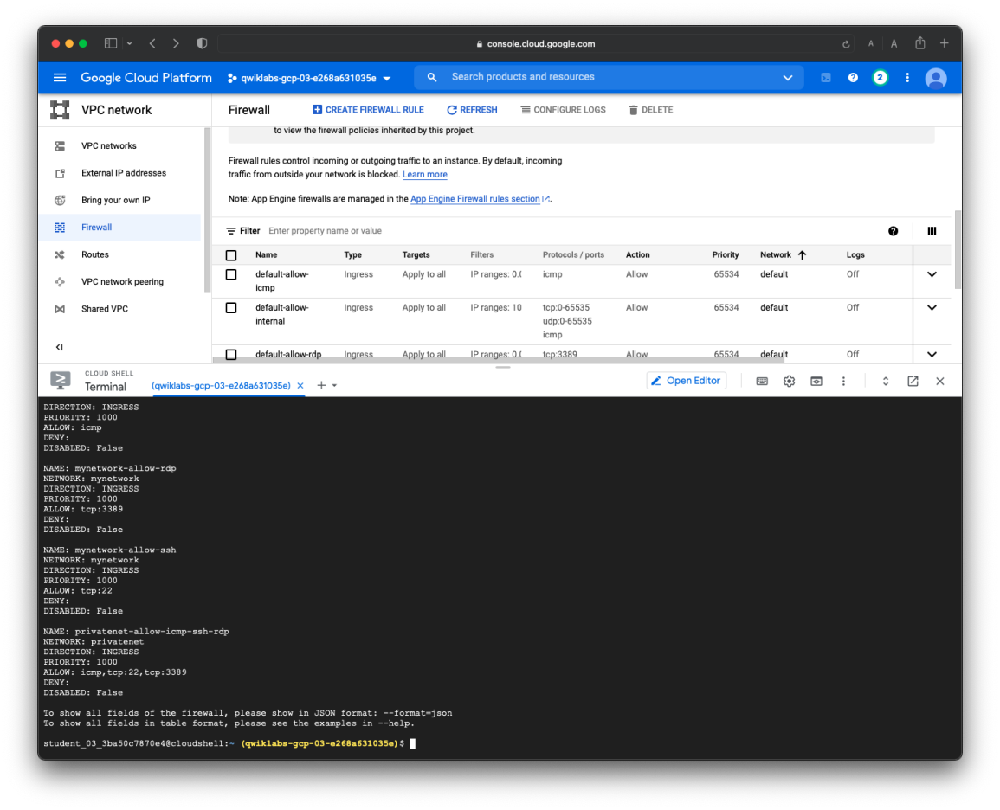 console.cloud.google.com
A A
Google Cloud Platform qwiklabs-gcp-03-e268a631035e Search products and resources 2
VPC network
Firewall CREATE FIREWALL RULE REFRESH CONFIGURE LOGS DELETE
VPC networks
External IP addresses
Bring your own IP
Firewall
Routes
VPC network peering
Shared VPC
to view the firewall policies inherited by this project.
Firewall rules control incoming or outgoing traffic to an instance. By default, incoming
traffic from outside your network is blocked. Learn more
Note: App Engine firewalls are managed in the App Engine Firewall rules section.
Filter Enter property name or value
Name Type Targets Filters Protocols / ports Action Priority Network Logs
default-allow- Ingress Apply to all IP ranges: 0.( icmp Allow 65534 default Off
icmp
default-allow- Ingress Apply to all IP ranges: 10 tcp:0-65535 Allow 65534 default Off
internal udp:0-65535
icmp
default-allow-rdp Ingress Apply to all IP ranges: 0.( tcp:3389 Allow 65534 default Off
CLOUD SHELL
Terminal (qwiklabs-gcp-03-e268a631035e) Open Editor
DIRECTION: INGRESS
PRIORITY: 1000
ALLOW: icmp
DENY:
DISABLED: False
NAME: mynetwork-allow-rdp
NETWORK: mynetwork
DIRECTION: INGRESS
PRIORITY: 1000
ALLOW: tcp:3389
DENY:
DISABLED: False
NAME: mynetwork-allow-ssh
NETWORK: mynetwork
DIRECTION: INGRESS
PRIORITY: 1000
ALLOW: tcp:22
DENY:
DISABLED: False
NAME: privatenet-allow-icmp-ssh-rdp
NETWORK: privatenet
DIRECTION: INGRESS
PRIORITY: 1000
ALLOW: icmp,tcp:22,tcp:3389
DENY:
DISABLED: False
To show all fields of the firewall, please show in JSON format: --format=json
To show all fields in table format, please see the examples in --help.
student_03_3ba50c7870e4@cloudshell:~ (qwiklabs-gcp-03-e268a631035e)$